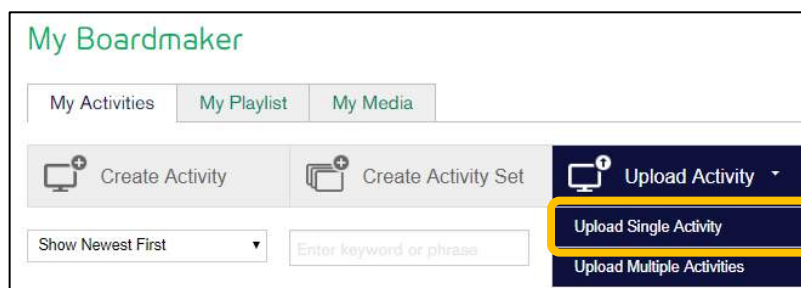 My Boardmaker
My Activities My Playlist My Media
Create Activity Create Activity Set Upload Activity
Show Newest First Enter keyword or phrase Upload Single Activity
Upload Multiple Activities